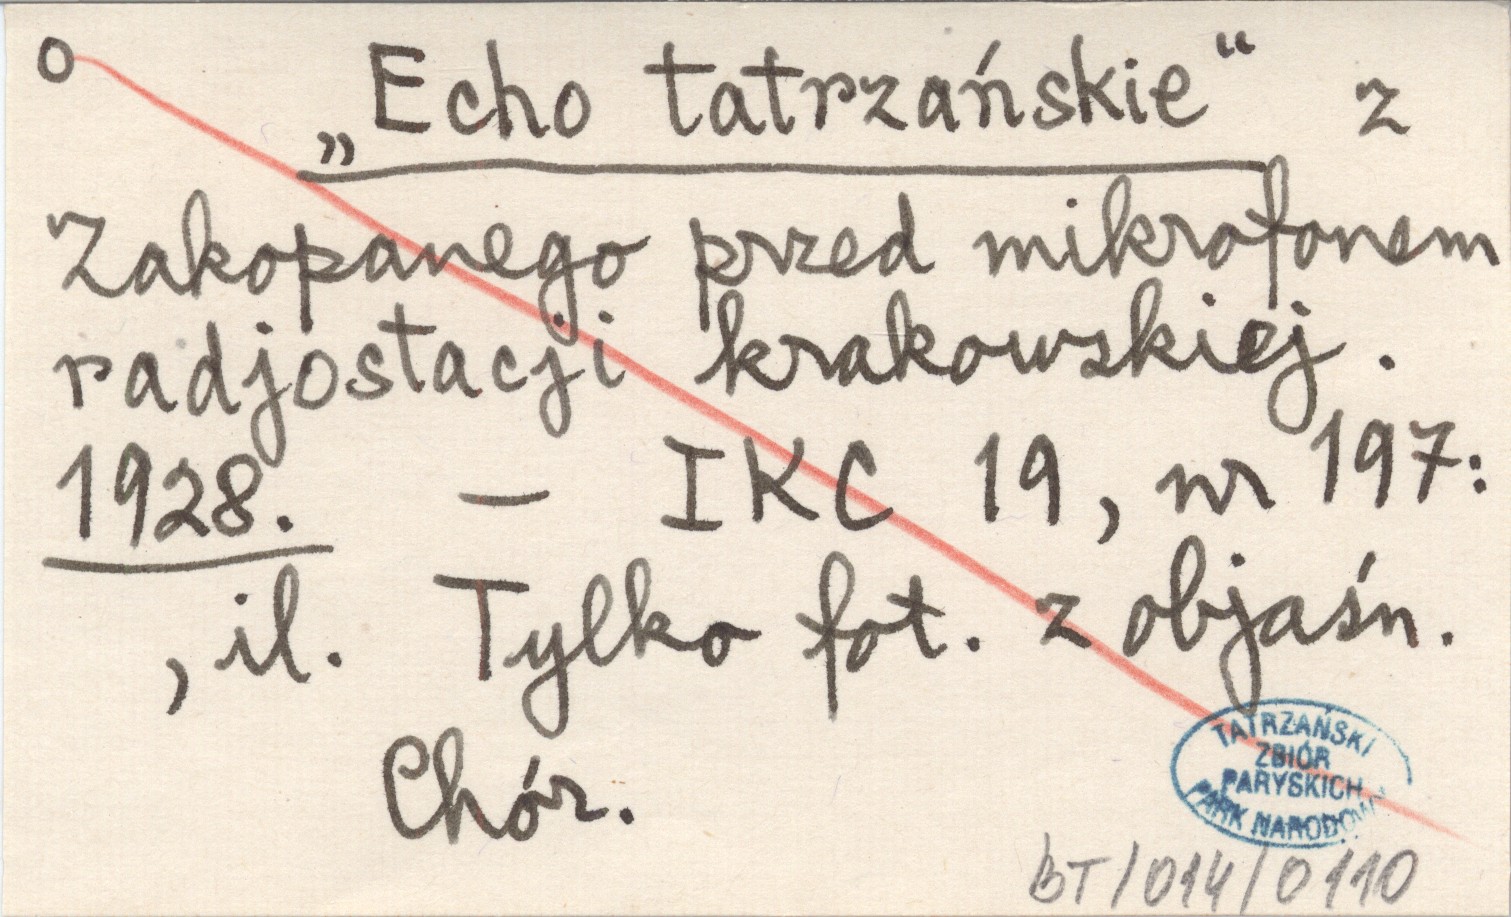 o „Echo tatrzańskie“ z
Zakopanego przed mikrofonem
radjostacji krakowskiej.
1928. – IKC 19, nr 197:
, il. Tylko fot. z objaśn.
Chór.
TATRZAŃSKI
ZBIÓR
PARYSKICH
PARK NARODOWY
BT/014/0110